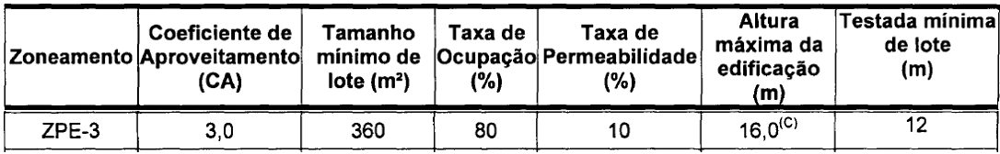 Zoneamento Coeficiente de Aproveitamento (CA) Tamanho mínimo de lote (m²) Taxa de Ocupação (%) Taxa de Permeabilidade (%) Altura máxima da edificação (m) Testada mínima de lote (m)
ZPE-3 3,0 360 80 10 16,0(C) 12